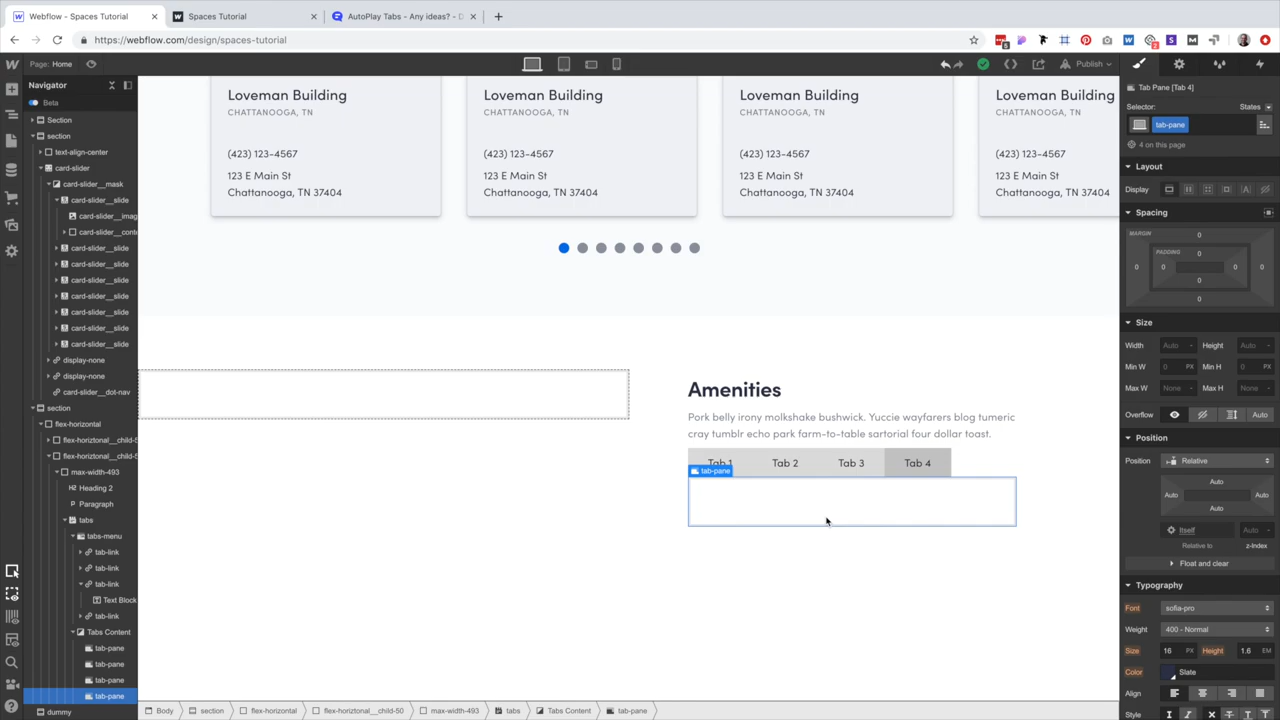 Webflow - Spaces Tutorial
Spaces Tutorial
AutoPlay Tabs - Any ideas? - D
https://webflow.com/design/spaces-tutorial
Page: Home
Publish
Navigator
Beta
Section
section
text-align-center
card-slider
card-slider__mask
card-slider__slide
card-slider__imag
card-slider__conte
card-slider__slide
card-slider__slide
card-slider__slide
card-slider__slide
card-slider__slide
card-slider__slide
card-slider__slide
display-none
display-none
card-slider__dot-nav
section
flex-horizontal
flex-horiztonal__child-5
flex-horiztonal__child-5
max-width-493
Heading 2
Paragraph
tabs
tabs-menu
tab-link
tab-link
tab-link
Text Block
tab-link
Tabs Content
tab-pane
tab-pane
tab-pane
tab-pane
dummy
Loveman Building
CHATTANOOGA, TN
(423) 123-4567
123 E Main St
Chattanooga, TN 37404
Loveman Building
CHATTANOOGA, TN
(423) 123-4567
123 E Main St
Chattanooga, TN 37404
Loveman Building
CHATTANOOGA, TN
(423) 123-4567
123 E Main St
Chattanooga, TN 37404
Loveman Building
CHATTANOOGA, TN
(423) 123-4567
123 E Main St
Chattanooga, TN 37404
Amenities
Pork belly irony molkshake bushwick. Yuccie wayfarers blog tumeric
cray tumblr echo park farm-to-table sartorial four dollar toast.
Tab 1 Tab 2 Tab 3 Tab 4
tab-pane
Body section flex-horizontal flex-horiztonal__child-50 max-width-493 tabs Tabs Content tab-pane
Tab Pane [Tab 4]
Selector: States
tab-pane
4 on this page
Layout
Display
Spacing
MARGIN 0
PADDING 0
0 0 0 0
0
0
Size
Width Auto - Height Auto -
Min W 0 PX Min H 0 PX
Max W None - Max H None -
Overflow Auto
Position
Position Relative
Auto
Auto Auto
Auto
Itself Auto -
Relative to z-Index
Float and clear
Typography
Font sofia-pro
Weight 400 - Normal
Size 16 PX Height 1.6 EM
Color Slate
Align
Style